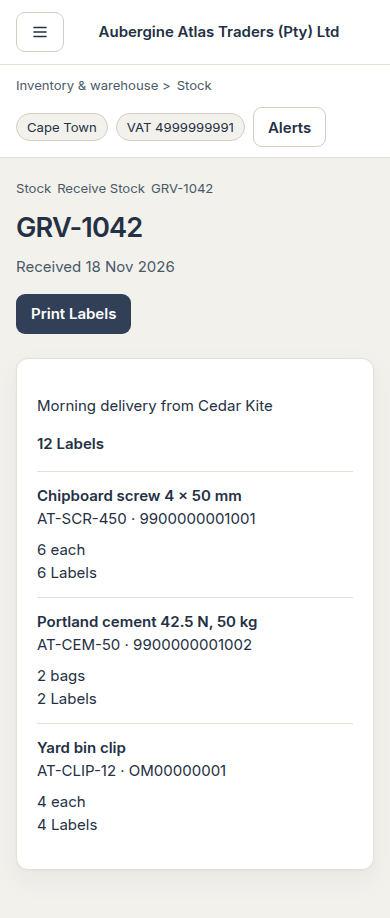 Aubergine Atlas Traders (Pty) Ltd
Inventory & warehouse > Stock
Cape Town VAT 4999999991 Alerts
Stock Receive Stock GRV-1042
GRV-1042
Received 18 Nov 2026
Print Labels
Morning delivery from Cedar Kite
12 Labels
Chipboard screw 4 × 50 mm
AT-SCR-450 · 9900000001001
6 each
6 Labels
Portland cement 42.5 N, 50 kg
AT-CEM-50 · 9900000001002
2 bags
2 Labels
Yard bin clip
AT-CLIP-12 · OM00000001
4 each
4 Labels